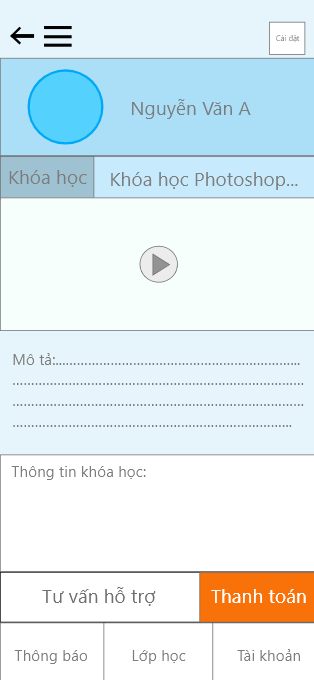 Cài đặt
Nguyễn Văn A
Khóa học
Khóa học Photoshop...
Mô tả:....................................................................
.................................................................................
.................................................................................
..............................................................................
Thông tin khóa học:
Tư vấn hỗ trợ
Thanh toán
Thông báo
Lớp học
Tài khoản